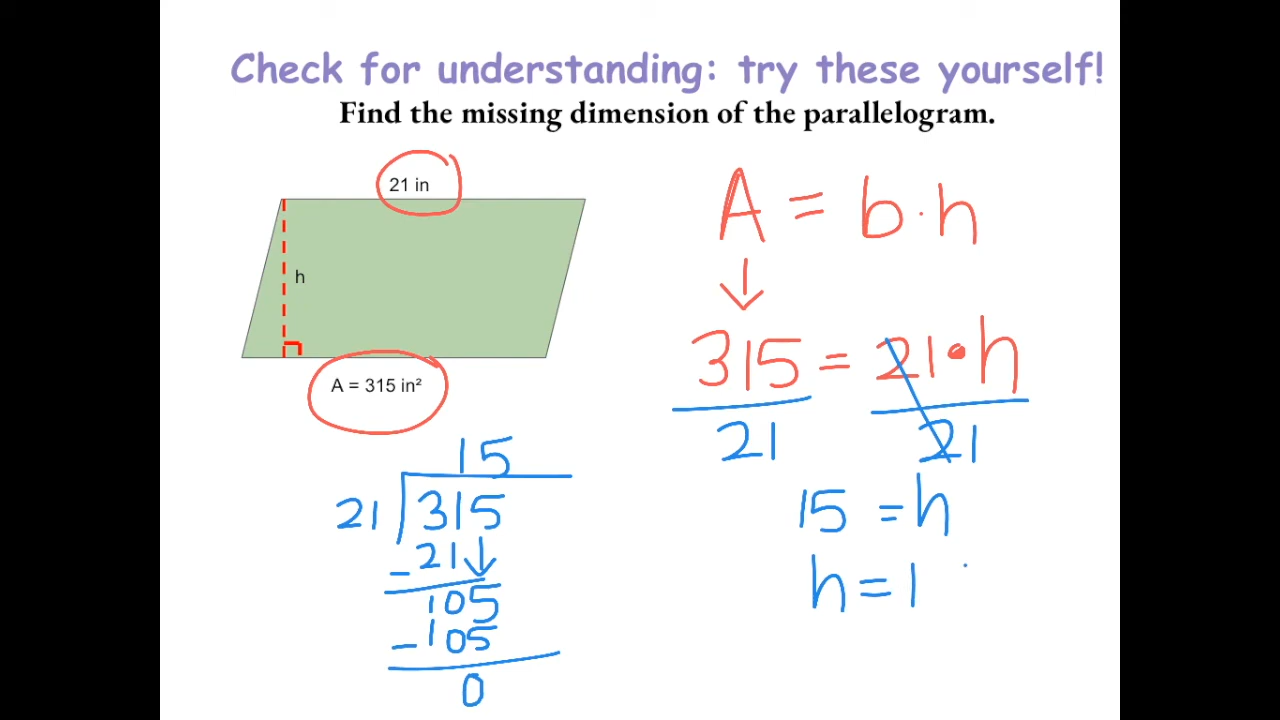 Check for understanding: try these yourself!
Find the missing dimension of the parallelogram.
21 in
h
A = 315 in²
A = b·h
315 = 21•h
21 21
15 = h
h = 1
15
21 315
-21
105
-105
0